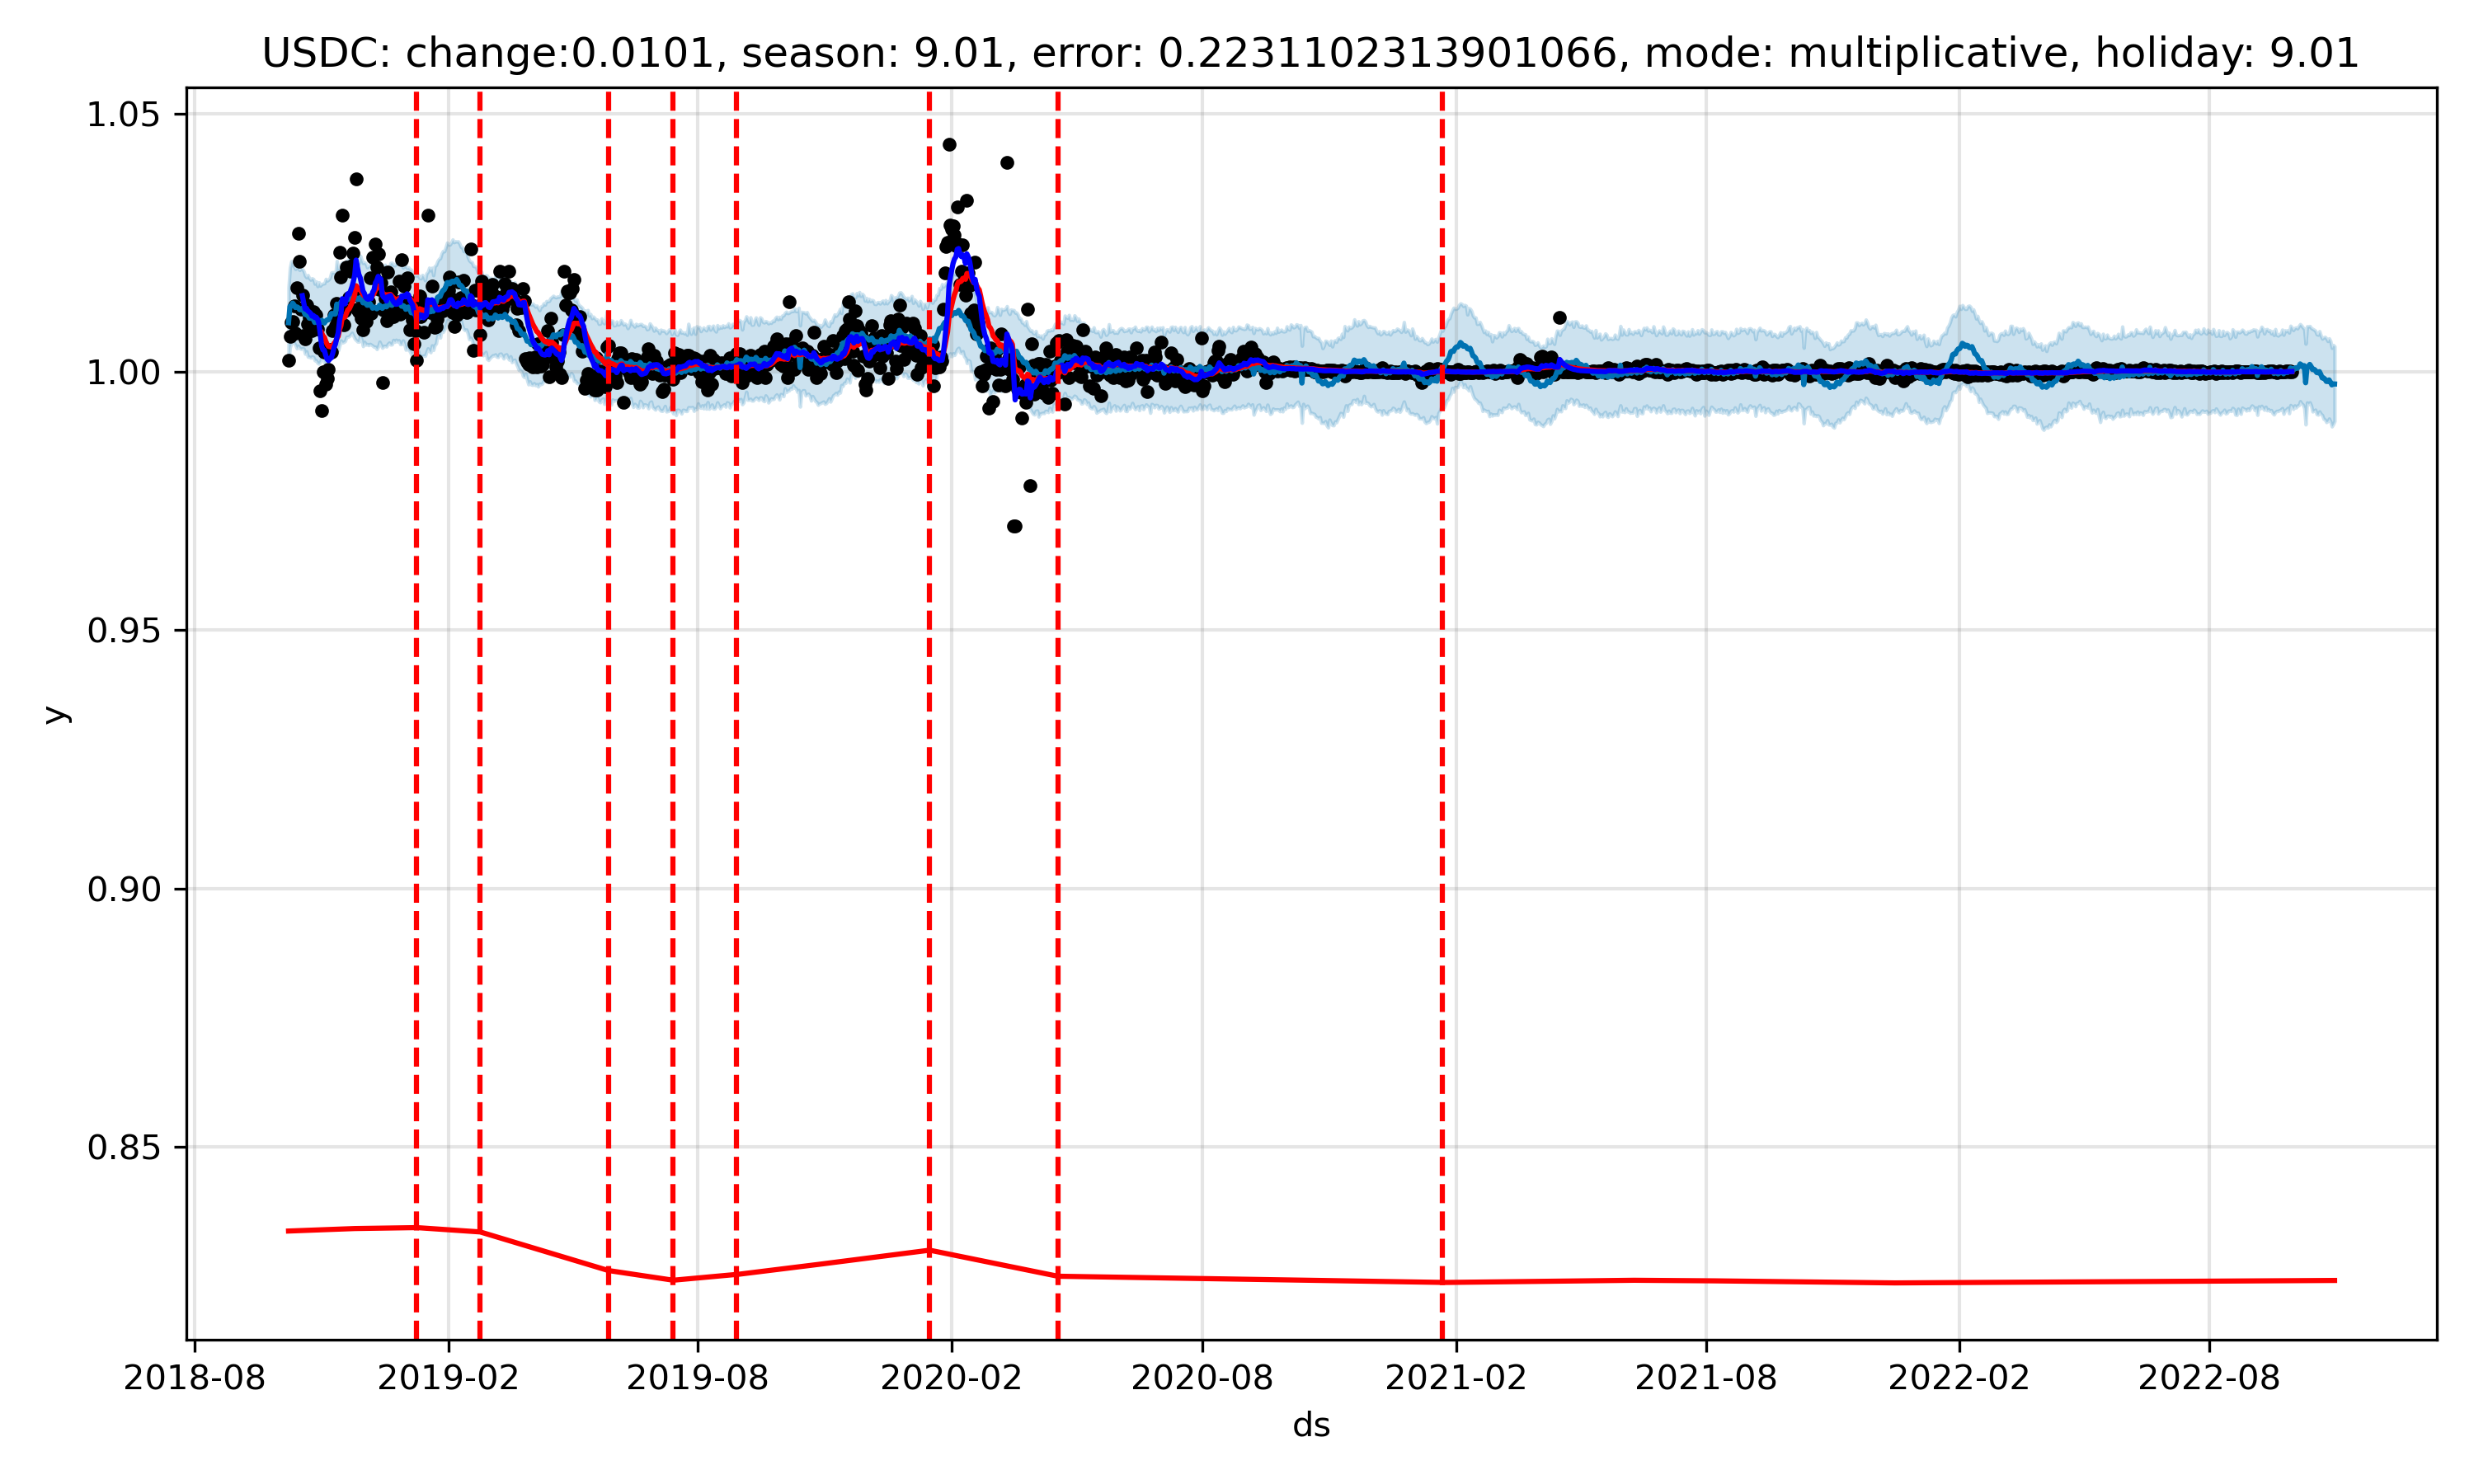 USDC: change:0.0101, season: 9.01, error: 0.2231102313901066, mode: multiplicative, holiday: 9.01
1.05
1.00
0.95
0.90
0.85
y
2018-08 2019-02 2019-08 2020-02 2020-08 2021-02 2021-08 2022-02 2022-08
ds